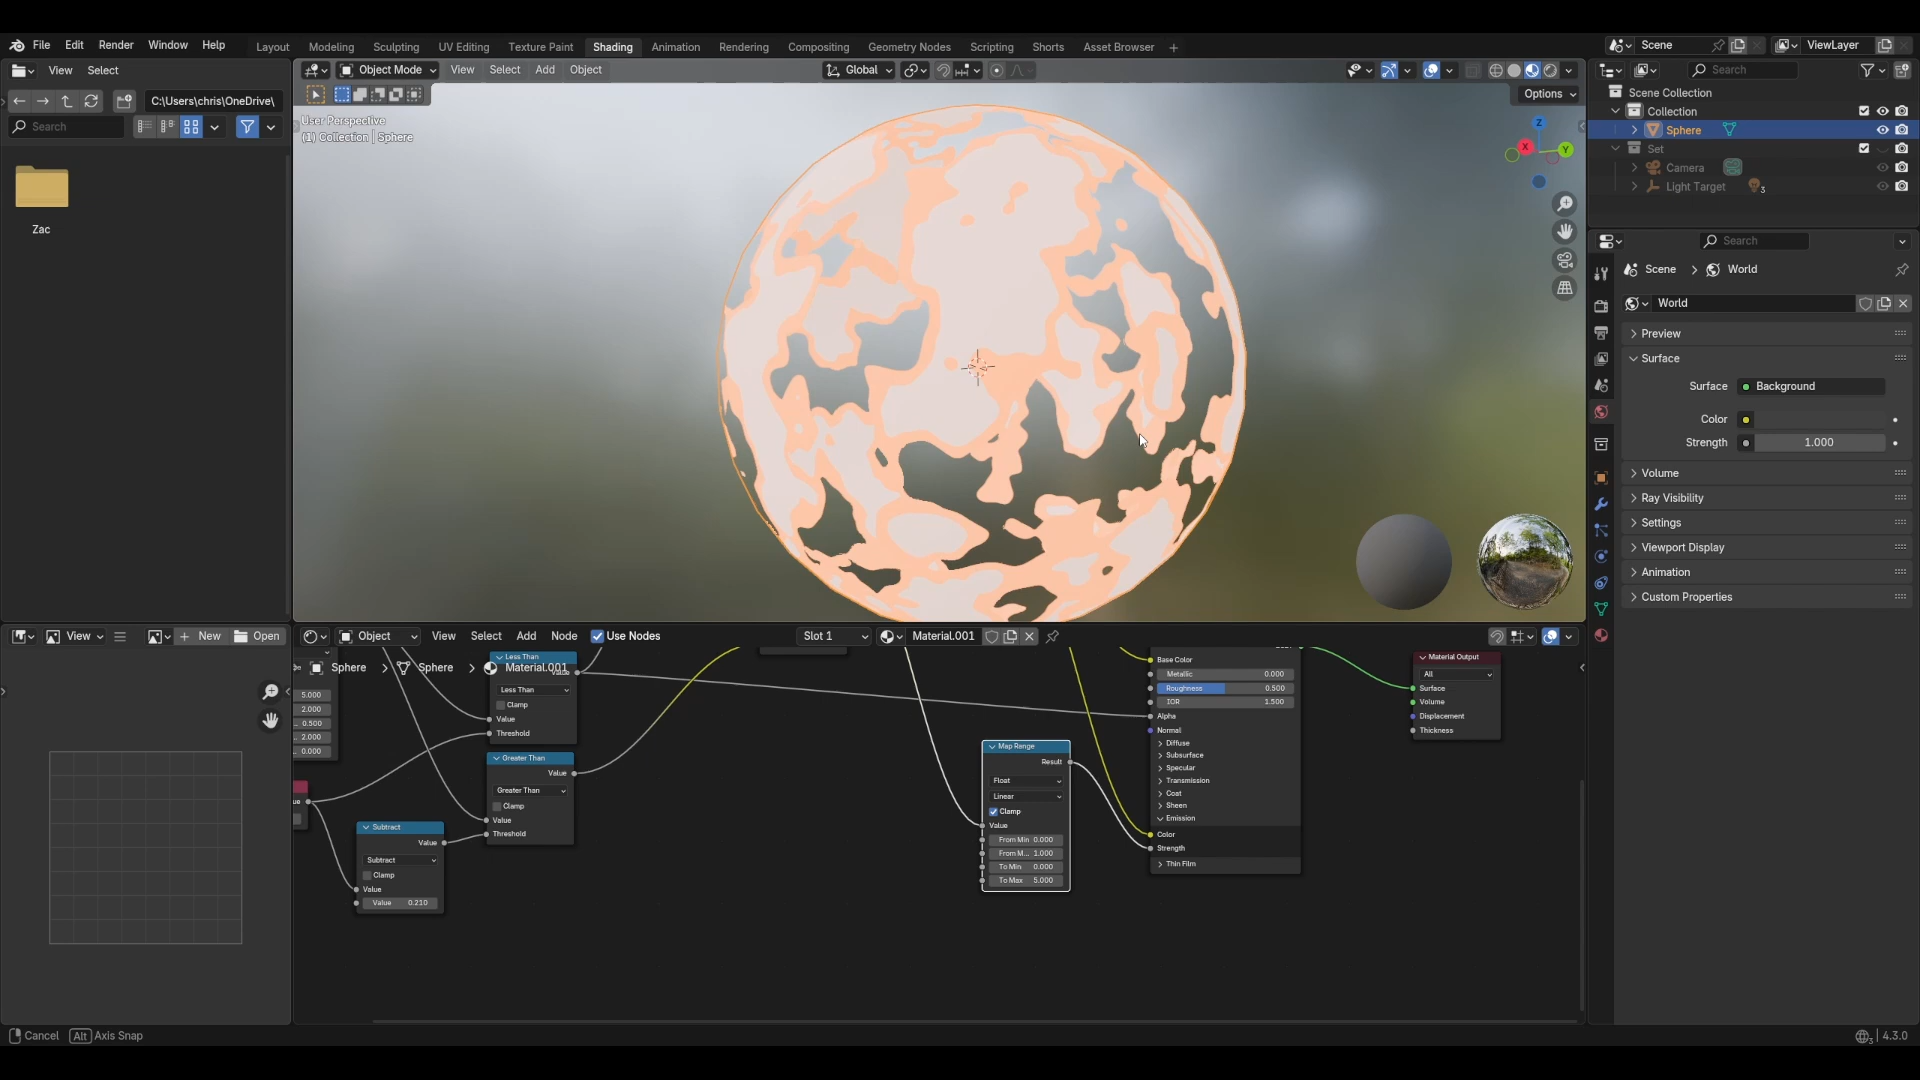 File Edit Render Window Help
Layout Modeling Sculpting UV Editing Texture Paint Shading Animation Rendering Compositing Geometry Nodes Scripting Shorts Asset Browser +
Scene
ViewLayer
View Select
C:\Users\chris\OneDrive\
Search
Zac
Object Mode View Select Add Object
Global
Options
User Perspective
(1) Collection | Sphere
X
Y
Z
Search
Scene Collection
Collection
Sphere
Set
Camera
Light Target
3
Search
Scene > World
World
Preview
Surface
Surface Background
Color
Strength 1.000
Volume
Ray Visibility
Settings
Viewport Display
Animation
Custom Properties
View + New Open
Object View Select Add Node Use Nodes Slot 1 Material.001
Sphere > Sphere > Material.001
5.000
2.000
0.500
2.000
0.000
Less Than
Value
Less Than
Clamp
Value
Threshold
Greater Than
Value
Greater Than
Clamp
Value
Threshold
Subtract
Value
Subtract
Clamp
Value
Value 0.210
Map Range
Result
Float
Linear
Clamp
Value
From Min 0.000
From M... 1.000
To Min 0.000
To Max 5.000
Base Color
Metallic 0.000
Roughness 0.500
IOR 1.500
Alpha
Normal
Diffuse
Subsurface
Specular
Transmission
Coat
Sheen
Emission
Color
Strength
Thin Film
Material Output
All
Surface
Volume
Displacement
Thickness
Cancel Alt Axis Snap
4.3.0